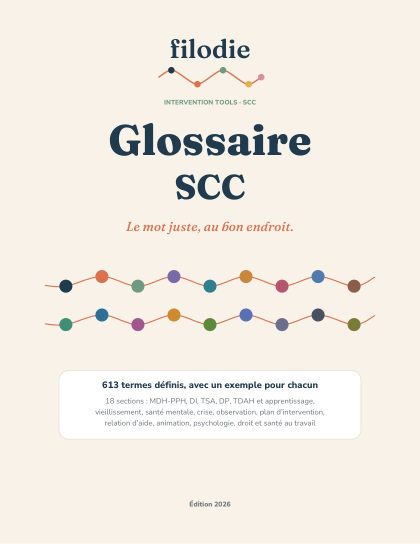 filodie
INTERVENTION TOOLS · SCC
Glossaire
SCC
Le mot juste, au bon endroit.
613 termes définis, avec un exemple pour chacun
18 sections : MDH-PPH, DI, TSA, DP, TDAH et apprentissage,
vieillissement, santé mentale, crise, observation, plan d'intervention,
relation d'aide, animation, psychologie, droit et santé au travail
Édition 2026